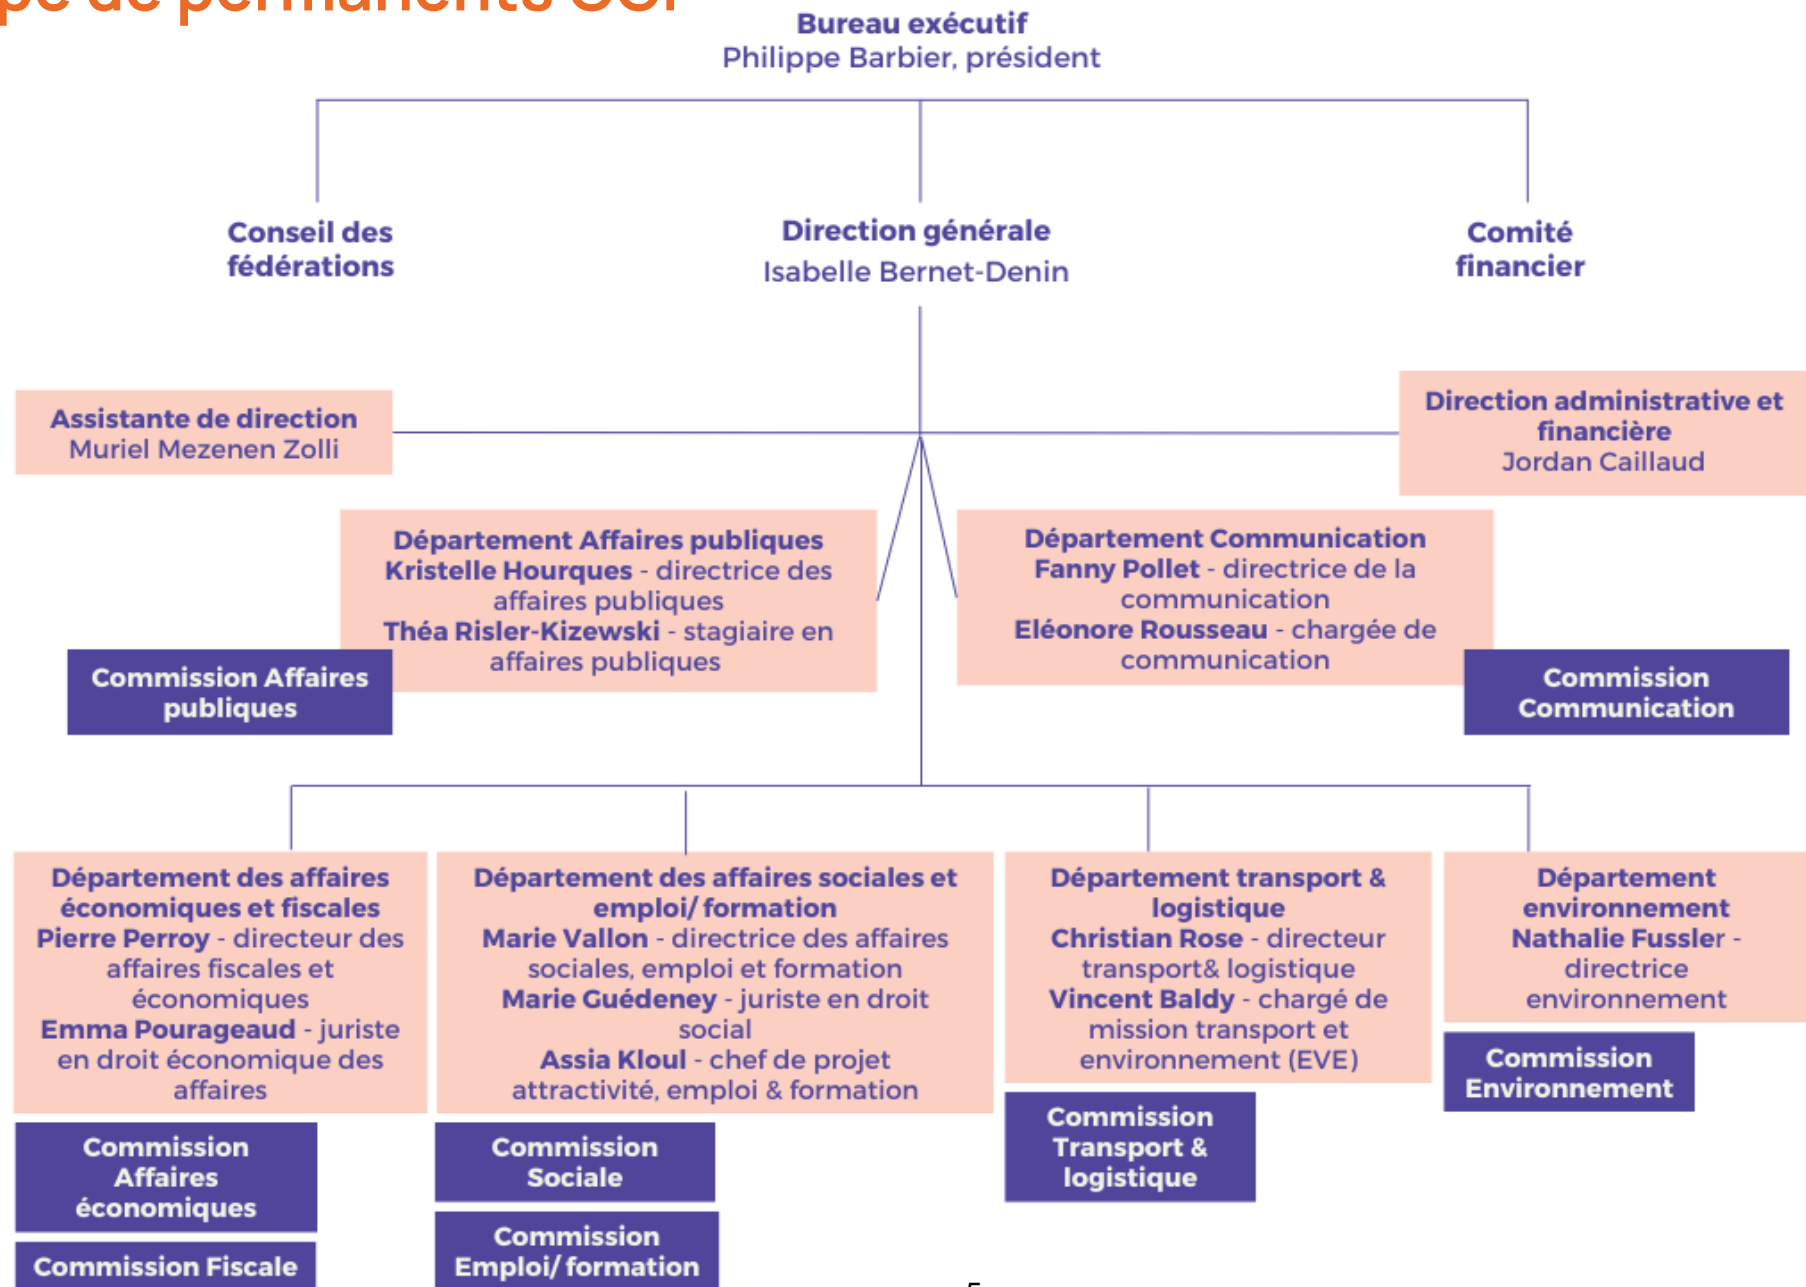 de permanents
Bureau exécutif
Philippe Barbier, président
Conseil des
fédérations
Direction générale
Isabelle Bernet-Denin
Comité
financier
Assistante de direction
Muriel Mezenen Zolli
Direction administrative et
financière
Jordan Caillaud
Département Affaires publiques
Kristelle Hourques - directrice des
affaires publiques
Théa Risler-Kizewski - stagiaire en
affaires publiques
Commission Affaires
publiques
Département Communication
Fanny Pollet - directrice de la
communication
Eléonore Rousseau - chargée de
communication
Commission
Communication
Département des affaires
économiques et fiscales
Pierre Perroy - directeur des
affaires fiscales et
économiques
Emma Pourageaud - juriste
en droit économique des
affaires
Commission
Affaires
économiques
Commission Fiscale
Département des affaires sociales et
emploi/ formation
Marie Vallon - directrice des affaires
sociales, emploi et formation
Marie Guédeney - juriste en droit
social
Assia Kloul - chef de projet
attractivité, emploi & formation
Commission
Sociale
Commission
Emploi/ formation
Département transport &
logistique
Christian Rose - directeur
transport& logistique
Vincent Baldy - chargé de
mission transport et
environnement (EVE)
Commission
Transport &
logistique
Département
environnement
Nathalie Fussler -
directrice
environnement
Commission
Environnement